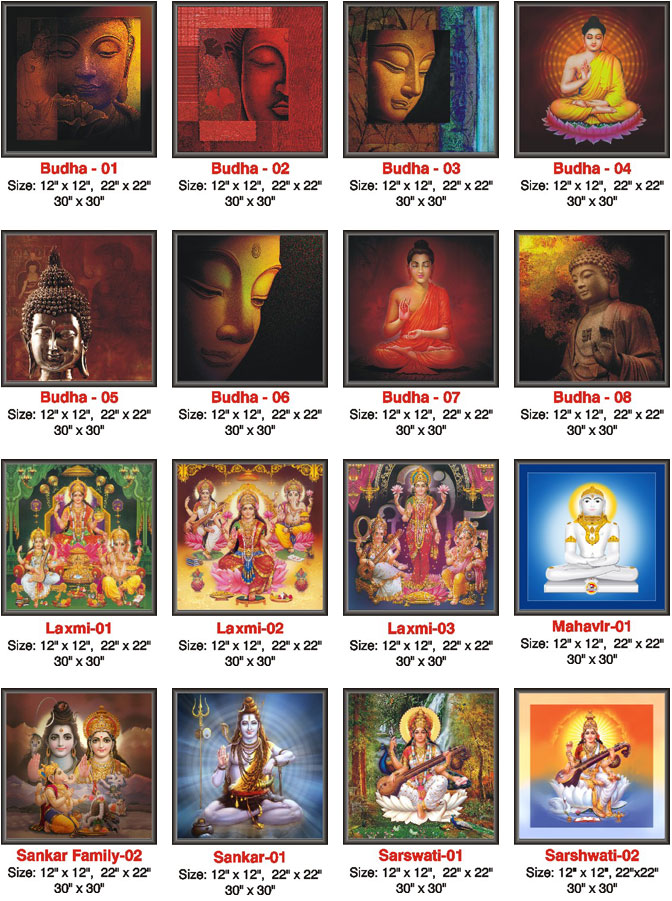 Budha - 01
Size: 12" x 12", 22" x 22"
30" x 30"
Budha - 02
Size: 12" x 12", 22" x 22"
30" x 30"
Budha - 03
Size: 12" x 12", 22" x 22"
30" x 30"
Budha - 04
Size: 12" x 12", 22" x 22"
30" x 30"
Budha - 05
Size: 12" x 12", 22" x 22"
30" x 30"
Budha - 06
Size: 12" x 12", 22" x 22"
30" x 30"
Budha - 07
Size: 12" x 12", 22" x 22"
30" x 30"
Budha - 08
Size: 12" x 12", 22" x 22"
30" x 30"
Laxmi-01
Size: 12" x 12", 22" x 22"
30" x 30"
Laxmi-02
Size: 12" x 12", 22" x 22"
30" x 30"
Laxmi-03
Size: 12" x 12", 22" x 22"
30" x 30"
Mahavir-01
Size: 12" x 12", 22" x 22"
30" x 30"
Sankar Family-02
Size: 12" x 12", 22" x 22"
30" x 30"
Sankar-01
Size: 12" x 12", 22" x 22"
30" x 30"
Sarswati-01
Size: 12" x 12", 22" x 22"
30" x 30"
Sarshwati-02
Size: 12" x 12", 22"x22"
30" x 30"